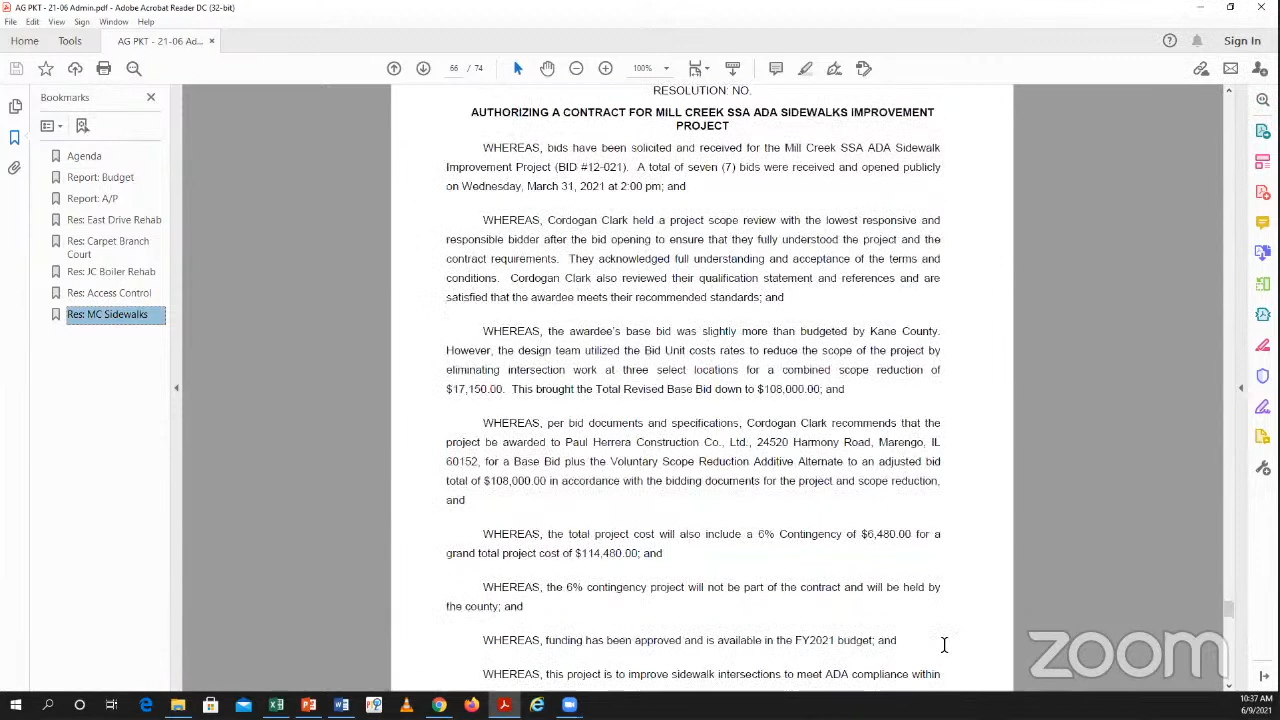 AG PKT - 21-06 Admin.pdf - Adobe Acrobat Reader DC (32-bit)
File Edit View Sign Window Help
Home Tools AG PKT - 21-06 Ad... × Sign In
66 / 74 100%
Bookmarks
Agenda
Report: Budget
Report: A/P
Res: East Drive Rehab
Res: Carpet Branch
Court
Res: JC Boiler Rehab
Res: Access Control
Res: MC Sidewalks
RESOLUTION: NO.
AUTHORIZING A CONTRACT FOR MILL CREEK SSA ADA SIDEWALKS IMPROVEMENT
PROJECT
WHEREAS, bids have been solicited and received for the Mill Creek SSA ADA Sidewalk
Improvement Project (BID #12-021). A total of seven (7) bids were received and opened publicly
on Wednesday, March 31, 2021 at 2:00 pm; and
WHEREAS, Cordogan Clark held a project scope review with the lowest responsive and
responsible bidder after the bid opening to ensure that they fully understood the project and the
contract requirements. They acknowledged full understanding and acceptance of the terms and
conditions. Cordogan Clark also reviewed their qualification statement and references and are
satisfied that the awardee meets their recommended standards; and
WHEREAS, the awardee's base bid was slightly more than budgeted by Kane County.
However, the design team utilized the Bid Unit costs rates to reduce the scope of the project by
eliminating intersection work at three select locations for a combined scope reduction of
$17,150.00. This brought the Total Revised Base Bid down to $108,000.00; and
WHEREAS, per bid documents and specifications, Cordogan Clark recommends that the
project be awarded to Paul Herrera Construction Co., Ltd., 24520 Harmony Road, Marengo, IL
60152, for a Base Bid plus the Voluntary Scope Reduction Additive Alternate to an adjusted bid
total of $108,000.00 in accordance with the bidding documents for the project and scope reduction,
and
WHEREAS, the total project cost will also include a 6% Contingency of $6,480.00 for a
grand total project cost of $114,480.00; and
WHEREAS, the 6% contingency project will not be part of the contract and will be held by
the county; and
WHEREAS, funding has been approved and is available in the FY2021 budget; and
WHEREAS, this project is to improve sidewalk intersections to meet ADA compliance within
zoom
10:37 AM
6/9/2021